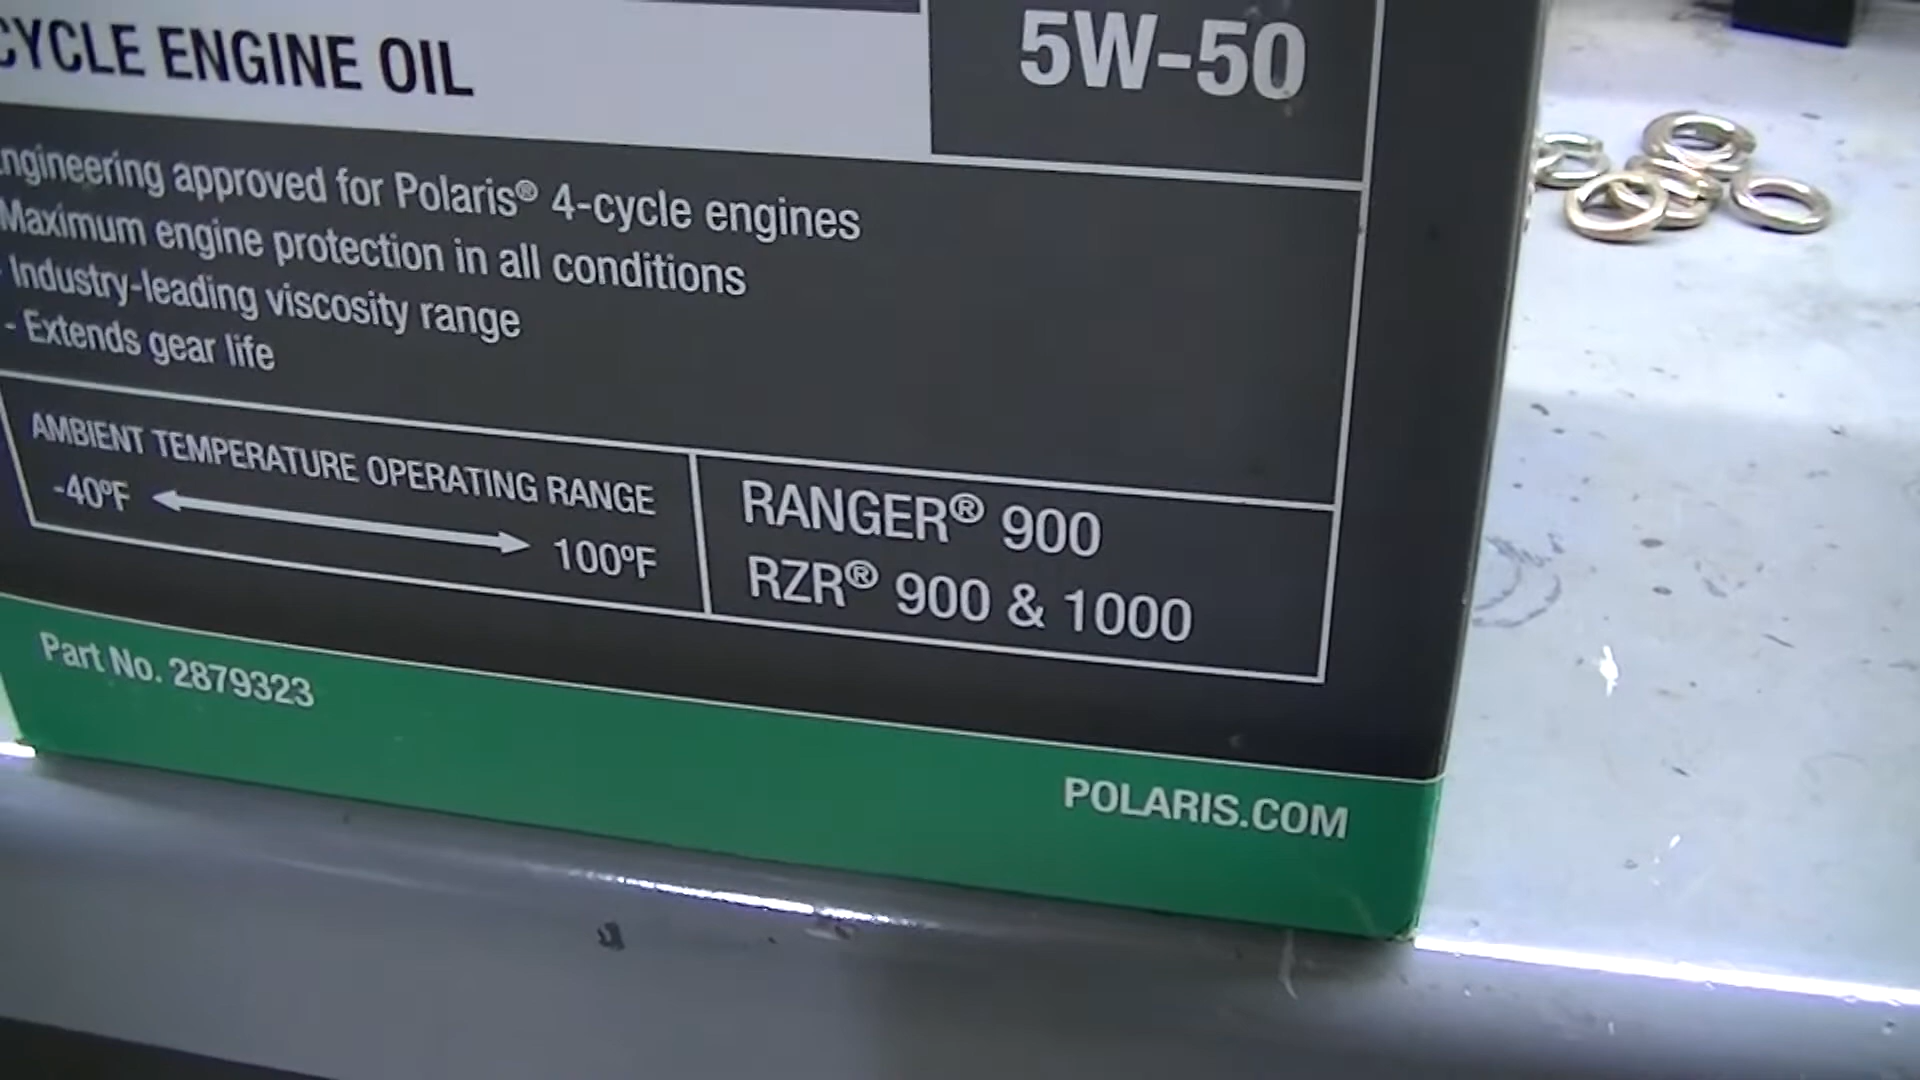 CYCLE ENGINE OIL
5W-50
Engineering approved for Polaris® 4-cycle engines
Maximum engine protection in all conditions
- Industry-leading viscosity range
- Extends gear life
AMBIENT TEMPERATURE OPERATING RANGE
-40ºF
100ºF
RANGER® 900
RZR® 900 & 1000
Part No. 2879323
POLARIS.COM